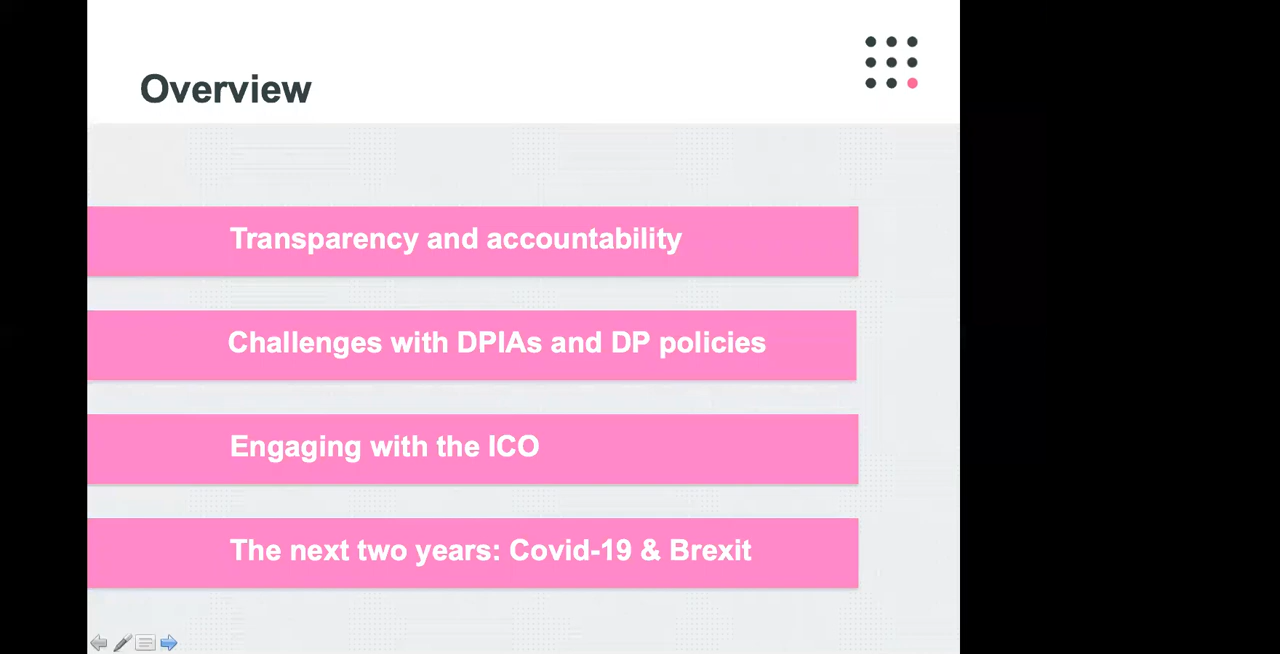 Overview
Transparency and accountability
Challenges with DPIAs and DP policies
Engaging with the ICO
The next two years: Covid-19 & Brexit